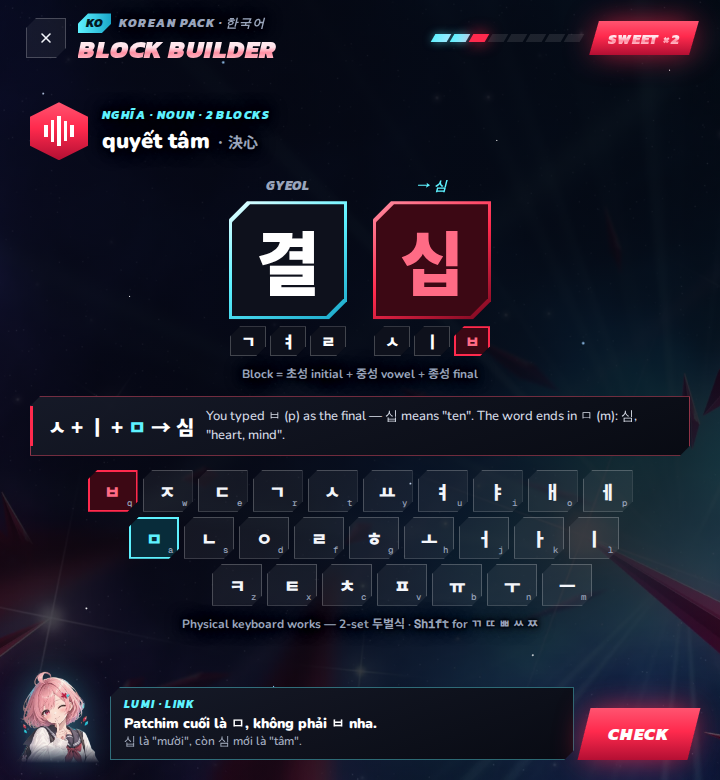 ×
KO KOREAN PACK · 한국어
BLOCK BUILDER
SWEET ×2
NGHĨA · NOUN · 2 BLOCKS
quyết tâm · 決心
GYEOL
→ 심
결
십
ㄱ ㅕ ㄹ
ㅅ ㅣ ㅂ
Block = 초성 initial + 중성 vowel + 종성 final
ㅅ + ㅣ + ㅁ → 심
You typed ㅂ (p) as the final — 십 means "ten". The word ends in ㅁ (m): 심,
"heart, mind".
ㅂ q ㅈ w ㄷ e ㄱ r ㅅ t ㅛ y ㅕ u ㅑ i ㅐ o ㅔ p
ㅁ a ㄴ s ㅇ d ㄹ f ㅎ g ㅗ h ㅓ j ㅏ k ㅣ l
ㅋ z ㅌ x ㅊ c ㅍ v ㅠ b ㅜ n ㅡ m
Physical keyboard works — 2-set 두벌식 · Shift for ㄲ ㄸ ㅃ ㅆ ㅉ
LUMI · LINK
Patchim cuối là ㅁ, không phải ㅂ nha.
십 là "mười", còn 심 mới là "tâm".
CHECK